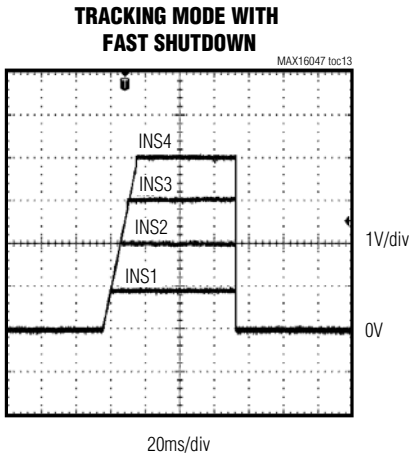 TRACKING MODE WITH
FAST SHUTDOWN
MAX16047 toc13
T
INS4
INS3
INS2
1V/div
INS1
0V
20ms/div